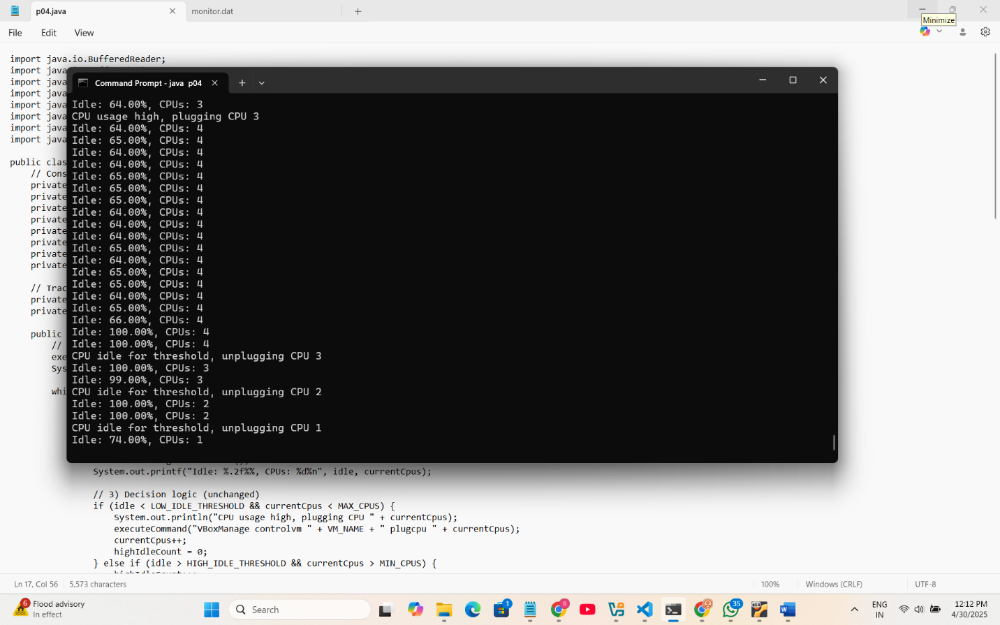 p04.java
monitor.dat
Minimize
File Edit View
import java.io.BufferedReader;
import java
import java
import java
import java
import java
import java
import java
public clas
// Cons
private
private
private
private
private
private
private
private
// Trac
private
private
public
//
exe
Sys
whi
Command Prompt - java p04
Idle: 64.00%, CPUs: 3
CPU usage high, plugging CPU 3
Idle: 64.00%, CPUs: 4
Idle: 65.00%, CPUs: 4
Idle: 64.00%, CPUs: 4
Idle: 64.00%, CPUs: 4
Idle: 65.00%, CPUs: 4
Idle: 65.00%, CPUs: 4
Idle: 65.00%, CPUs: 4
Idle: 64.00%, CPUs: 4
Idle: 64.00%, CPUs: 4
Idle: 64.00%, CPUs: 4
Idle: 65.00%, CPUs: 4
Idle: 64.00%, CPUs: 4
Idle: 65.00%, CPUs: 4
Idle: 65.00%, CPUs: 4
Idle: 64.00%, CPUs: 4
Idle: 65.00%, CPUs: 4
Idle: 66.00%, CPUs: 4
Idle: 100.00%, CPUs: 4
Idle: 100.00%, CPUs: 4
CPU idle for threshold, unplugging CPU 3
Idle: 100.00%, CPUs: 3
Idle: 99.00%, CPUs: 3
CPU idle for threshold, unplugging CPU 2
Idle: 100.00%, CPUs: 2
Idle: 100.00%, CPUs: 2
CPU idle for threshold, unplugging CPU 1
Idle: 74.00%, CPUs: 1
System.out.printf("Idle: %.2f%%, CPUs: %d%n", idle, currentCpus);
// 3) Decision logic (unchanged)
if (idle < LOW_IDLE_THRESHOLD && currentCpus < MAX_CPUS) {
System.out.println("CPU usage high, plugging CPU " + currentCpus);
executeCommand("VBoxManage controlvm " + VM_NAME + " plugcpu " + currentCpus);
currentCpus++;
highIdleCount = 0;
} else if (idle > HIGH_IDLE_THRESHOLD && currentCpus > MIN_CPUS) {
Ln 17, Col 56 5,573 characters 100% Windows (CRLF) UTF-8
6 Flood advisory
In effect
Search
1
S
35
ENG
IN
12:12 PM
4/30/2025